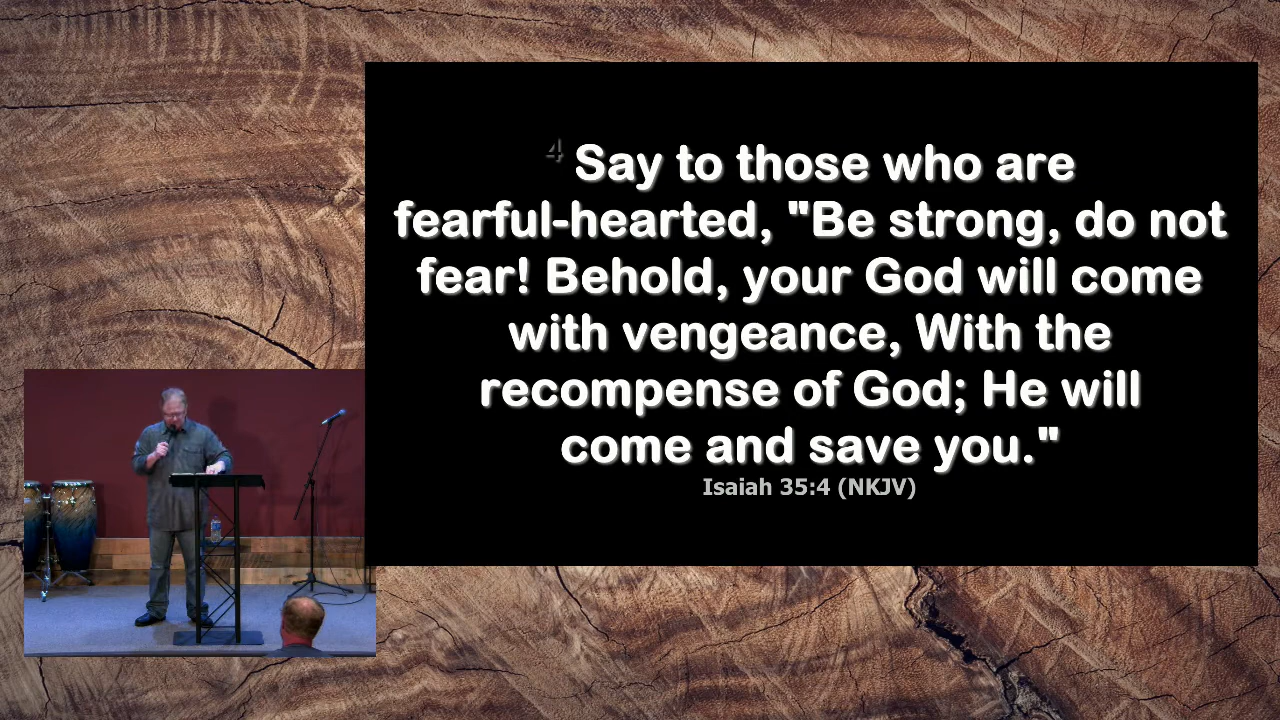 4 Say to those who are
fearful-hearted, "Be strong, do not
fear! Behold, your God will come
with vengeance, With the
recompense of God; He will
come and save you."
Isaiah 35:4 (NKJV)